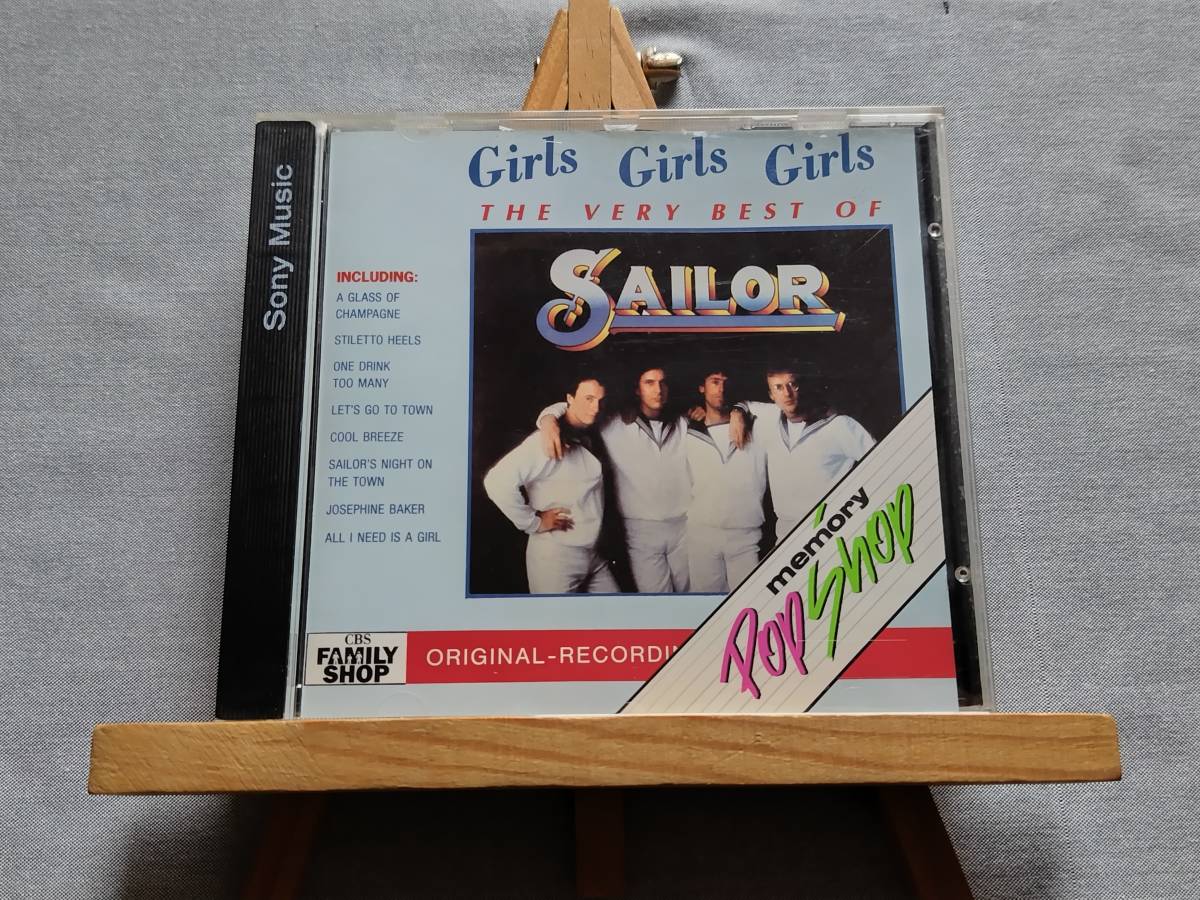 Sony Music
Girls Girls Girls
THE VERY BEST OF
SAILOR
INCLUDING:
A GLASS OF
CHAMPAGNE
STILETTO HEELS
ONE DRINK
TOO MANY
LET'S GO TO TOWN
COOL BREEZE
SAILOR'S NIGHT ON
THE TOWN
JOSEPHINE BAKER
ALL I NEED IS A GIRL
memory
Pop Shop
CBS
FAMILY
SHOP
ORIGINAL-RECORDIN